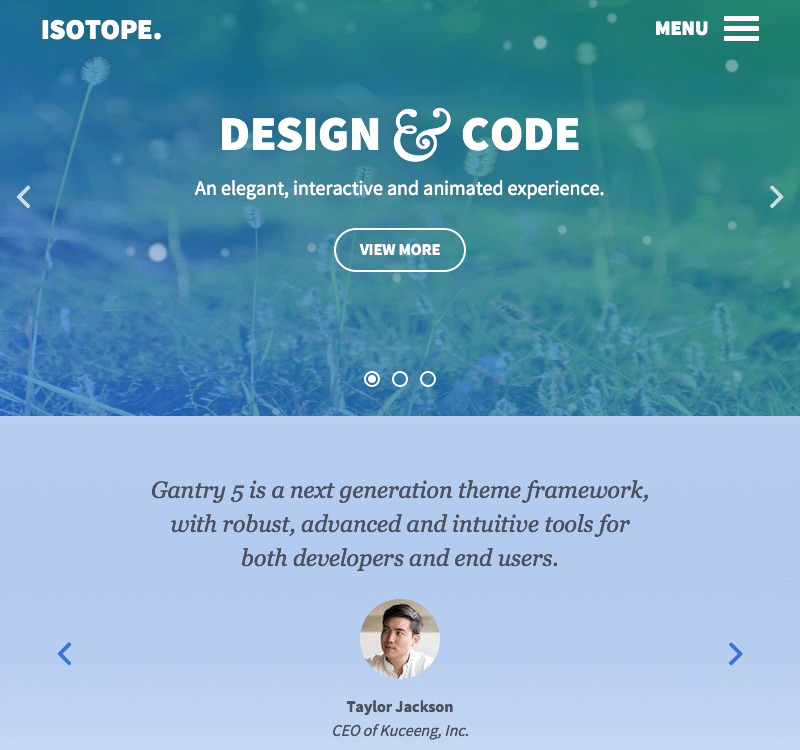 ISOTOPE.
MENU
DESIGN & CODE
An elegant, interactive and animated experience.
VIEW MORE
Gantry 5 is a next generation theme framework,
with robust, advanced and intuitive tools for
both developers and end users.
Taylor Jackson
CEO of Kuceeng, Inc.